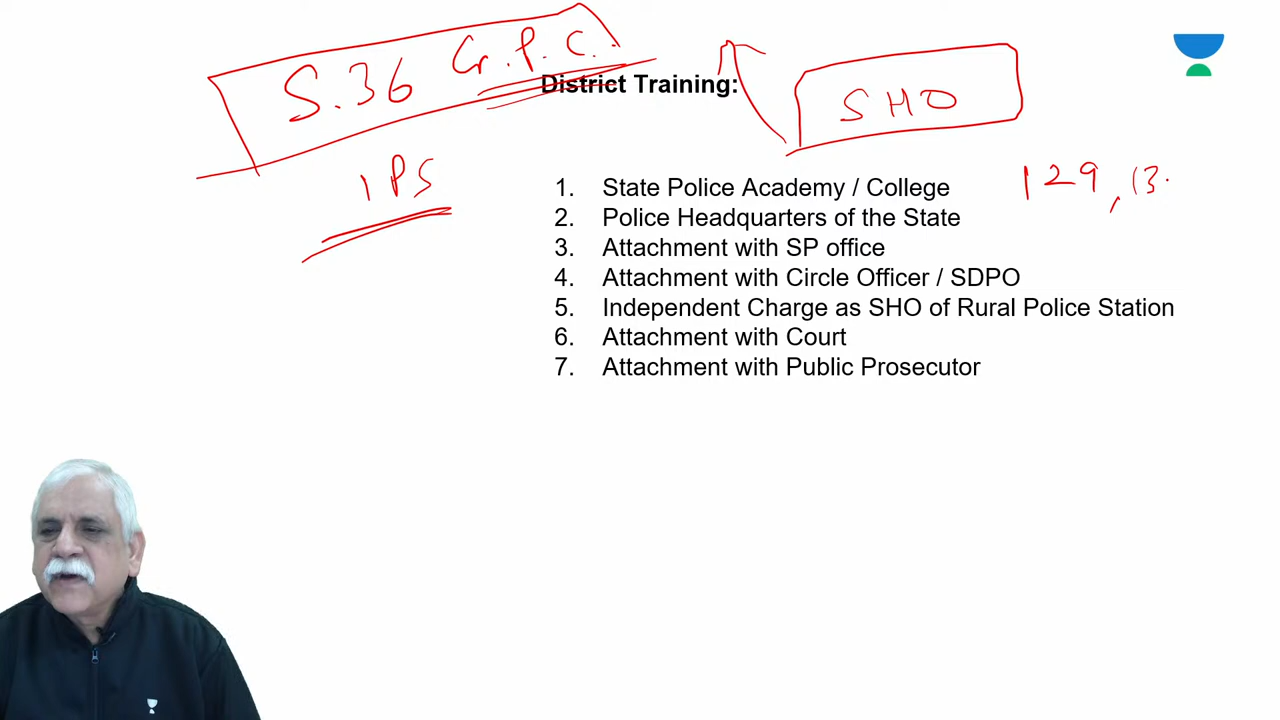 S.36 Cr.P.C.
District Training:
SHO
IPS
1. State Police Academy / College
129, 13
2. Police Headquarters of the State
3. Attachment with SP office
4. Attachment with Circle Officer / SDPO
5. Independent Charge as SHO of Rural Police Station
6. Attachment with Court
7. Attachment with Public Prosecutor